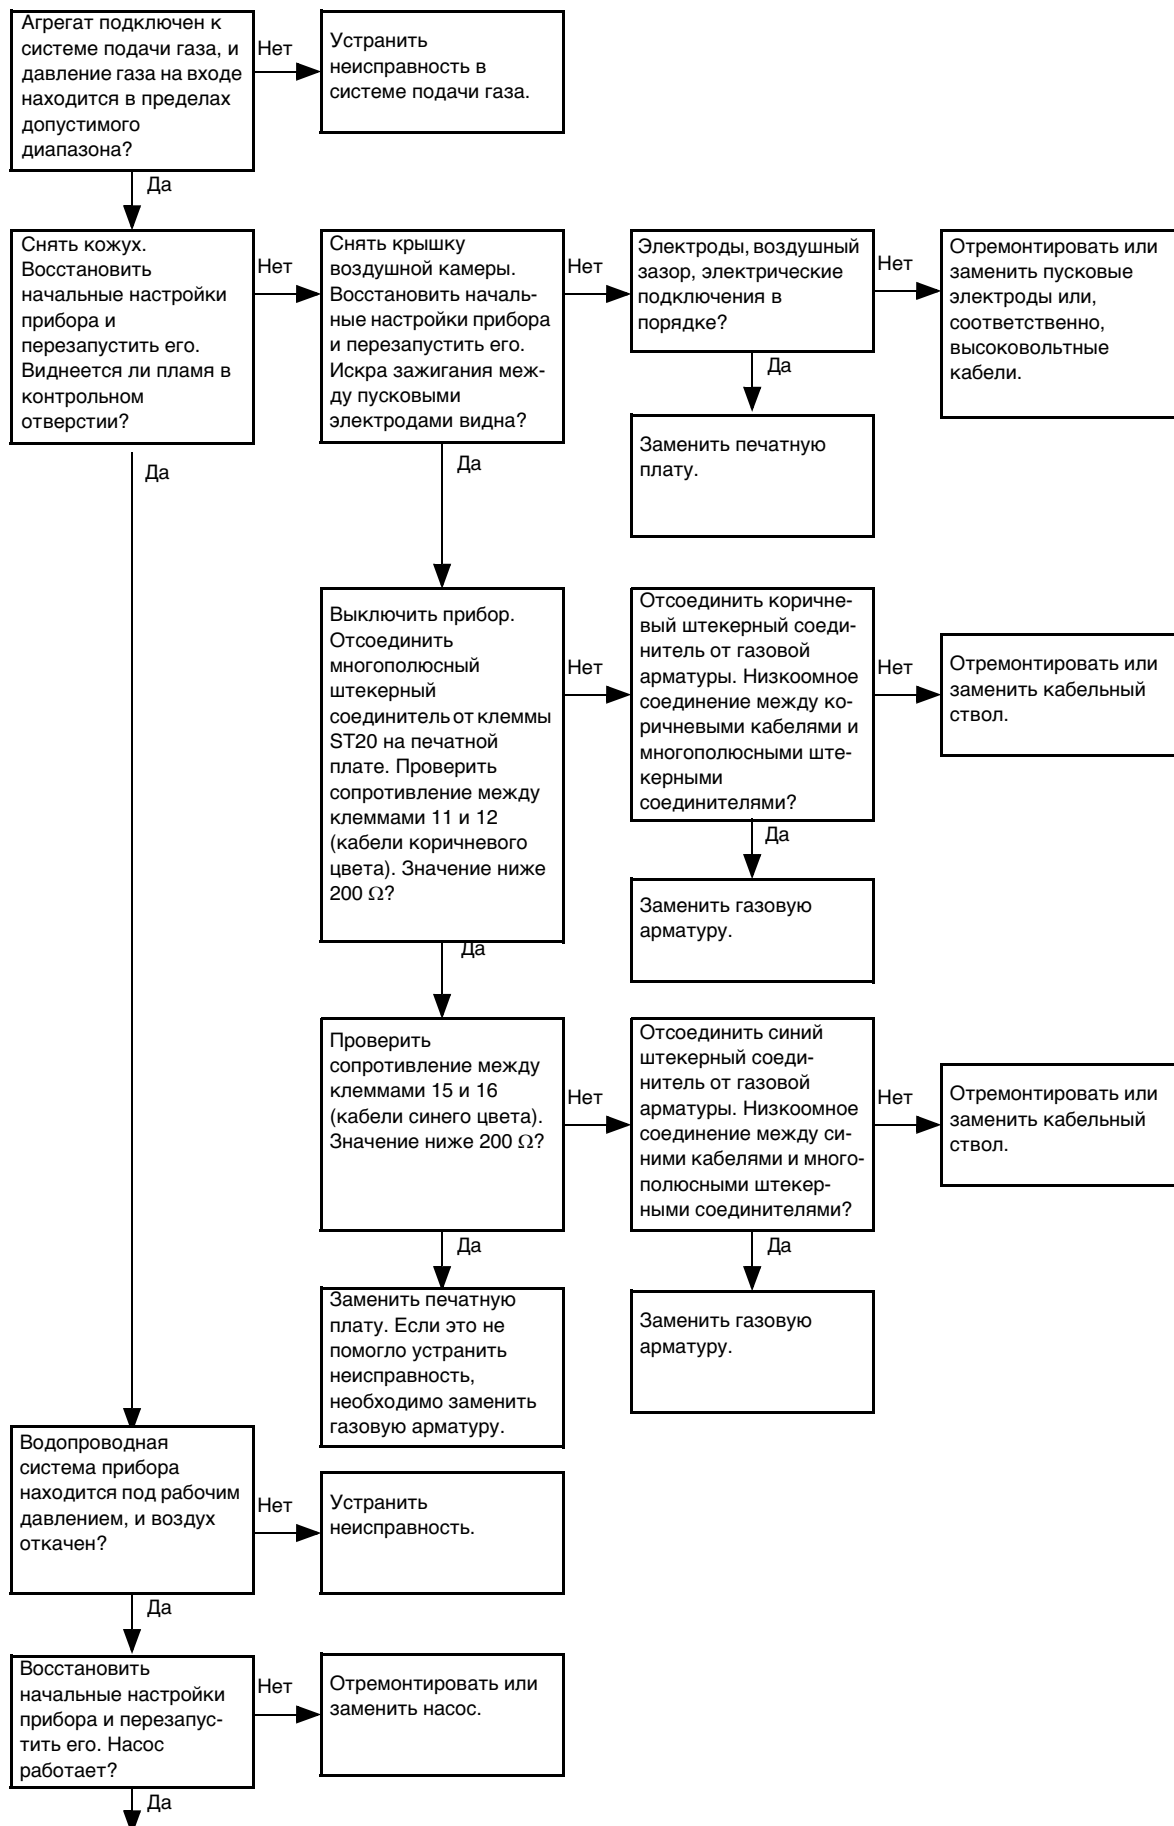 Агрегат подключен к
системе подачи газа, и
давление газа на входе
находится в пределах
допустимого
диапазона?
Нет
Устранить
неисправность в
системе подачи газа.
Да
Снять кожух.
Восстановить
начальные настройки
прибора и
перезапустить его.
Виднеется ли пламя в
контрольном
отверстии?
Нет
Снять крышку
воздушной камеры.
Восстановить началь-
ные настройки прибора
и перезапустить его.
Искра зажигания меж-
ду пусковыми
электродами видна?
Нет
Электроды, воздушный
зазор, электрические
подключения в
порядке?
Нет
Отремонтировать или
заменить пусковые
электроды или,
соответственно,
высоковольтные
кабели.
Да
Заменить печатную
плату.
Да
Да
Выключить прибор.
Отсоединить
многополюсный
штекерный
соединитель от клеммы
ST20 на печатной
плате. Проверить
сопротивление между
клеммами 11 и 12
(кабели коричневого
цвета). Значение ниже
200 Ω?
Нет
Отсоединить коричне-
вый штекерный соеди-
нитель от газовой
арматуры. Низкоомное
соединение между ко-
ричневыми кабелями и
многополюсными ште-
керными
соединителями?
Нет
Отремонтировать или
заменить кабельный
ствол.
Да
Заменить газовую
арматуру.
Да
Проверить
сопротивление между
клеммами 15 и 16
(кабели синего цвета).
Значение ниже 200 Ω?
Нет
Отсоединить синий
штекерный соеди-
нитель от газовой
арматуры. Низкоомное
соединение между си-
ними кабелями и много-
полюсными штекер-
ными соединителями?
Нет
Отремонтировать или
заменить кабельный
ствол.
Да
Заменить печатную
плату. Если это не
помогло устранить
неисправность,
необходимо заменить
газовую арматуру.
Да
Заменить газовую
арматуру.
Водопроводная
система прибора
находится под рабочим
давлением, и воздух
откачен?
Нет
Устранить
неисправность.
Да
Восстановить
начальные настройки
прибора и перезапус-
тить его. Насос
работает?
Нет
Отремонтировать или
заменить насос.
Да